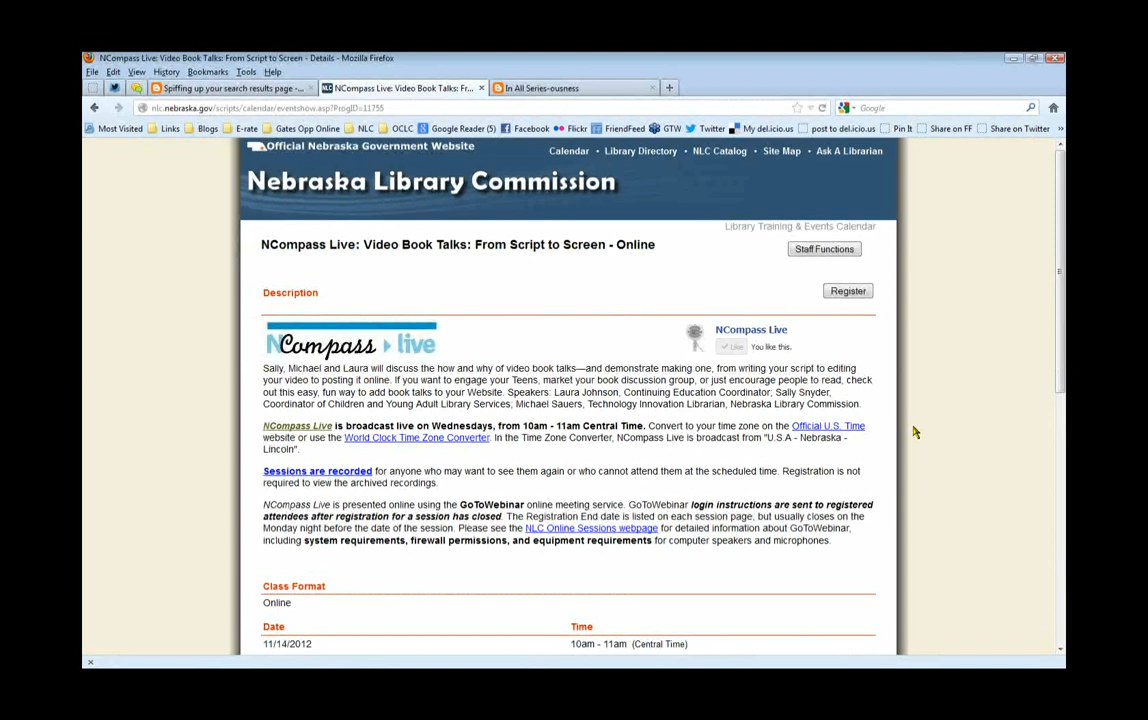 NCompass Live: Video Book Talks: From Script to Screen - Details - Mozilla Firefox
File Edit View History Bookmarks Tools Help
Spiffing up your search results page -... NCompass Live: Video Book Talks: Fr... In All Series-ousness
nlc.nebraska.gov/scripts/calendar/eventshow.asp?ProgID=11755 Google
Most Visited Links Blogs E-rate Gates Opp Online NLC OCLC Google Reader (5) Facebook Flickr FriendFeed GTW Twitter My del.icio.us post to del.icio.us Pin It Share on FF Share on Twitter
Official Nebraska Government Website
Calendar • Library Directory • NLC Catalog • Site Map • Ask A Librarian
Nebraska Library Commission
Library Training & Events Calendar
NCompass Live: Video Book Talks: From Script to Screen - Online
Staff Functions
Description
Register
NCompass live
NCompass Live
Like You like this.
Sally, Michael and Laura will discuss the how and why of video book talks—and demonstrate making one, from writing your script to editing
your video to posting it online. If you want to engage your Teens, market your book discussion group, or just encourage people to read, check
out this easy, fun way to add book talks to your Website. Speakers: Laura Johnson, Continuing Education Coordinator; Sally Snyder,
Coordinator of Children and Young Adult Library Services; Michael Sauers, Technology Innovation Librarian, Nebraska Library Commission.
NCompass Live is broadcast live on Wednesdays, from 10am - 11am Central Time. Convert to your time zone on the Official U.S. Time
website or use the World Clock Time Zone Converter. In the Time Zone Converter, NCompass Live is broadcast from "U.S.A - Nebraska -
Lincoln".
Sessions are recorded for anyone who may want to see them again or who cannot attend them at the scheduled time. Registration is not
required to view the archived recordings.
NCompass Live is presented online using the GoToWebinar online meeting service. GoToWebinar login instructions are sent to registered
attendees after registration for a session has closed. The Registration End date is listed on each session page, but usually closes on the
Monday night before the date of the session. Please see the NLC Online Sessions webpage for detailed information about GoToWebinar,
including system requirements, firewall permissions, and equipment requirements for computer speakers and microphones.
Class Format
Online
Date Time
11/14/2012 10am - 11am (Central Time)